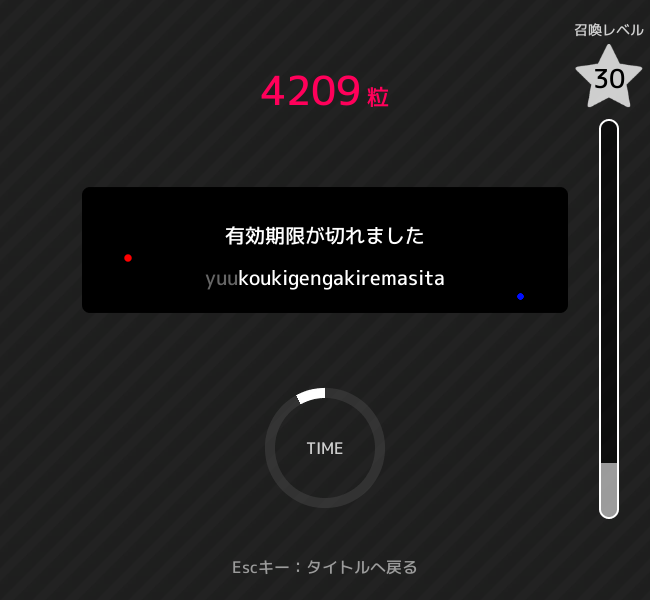 召喚レベル
30
4209 粒
有効期限が切れました
yuukoukigengakiremasita
TIME
Escキー：タイトルへ戻る